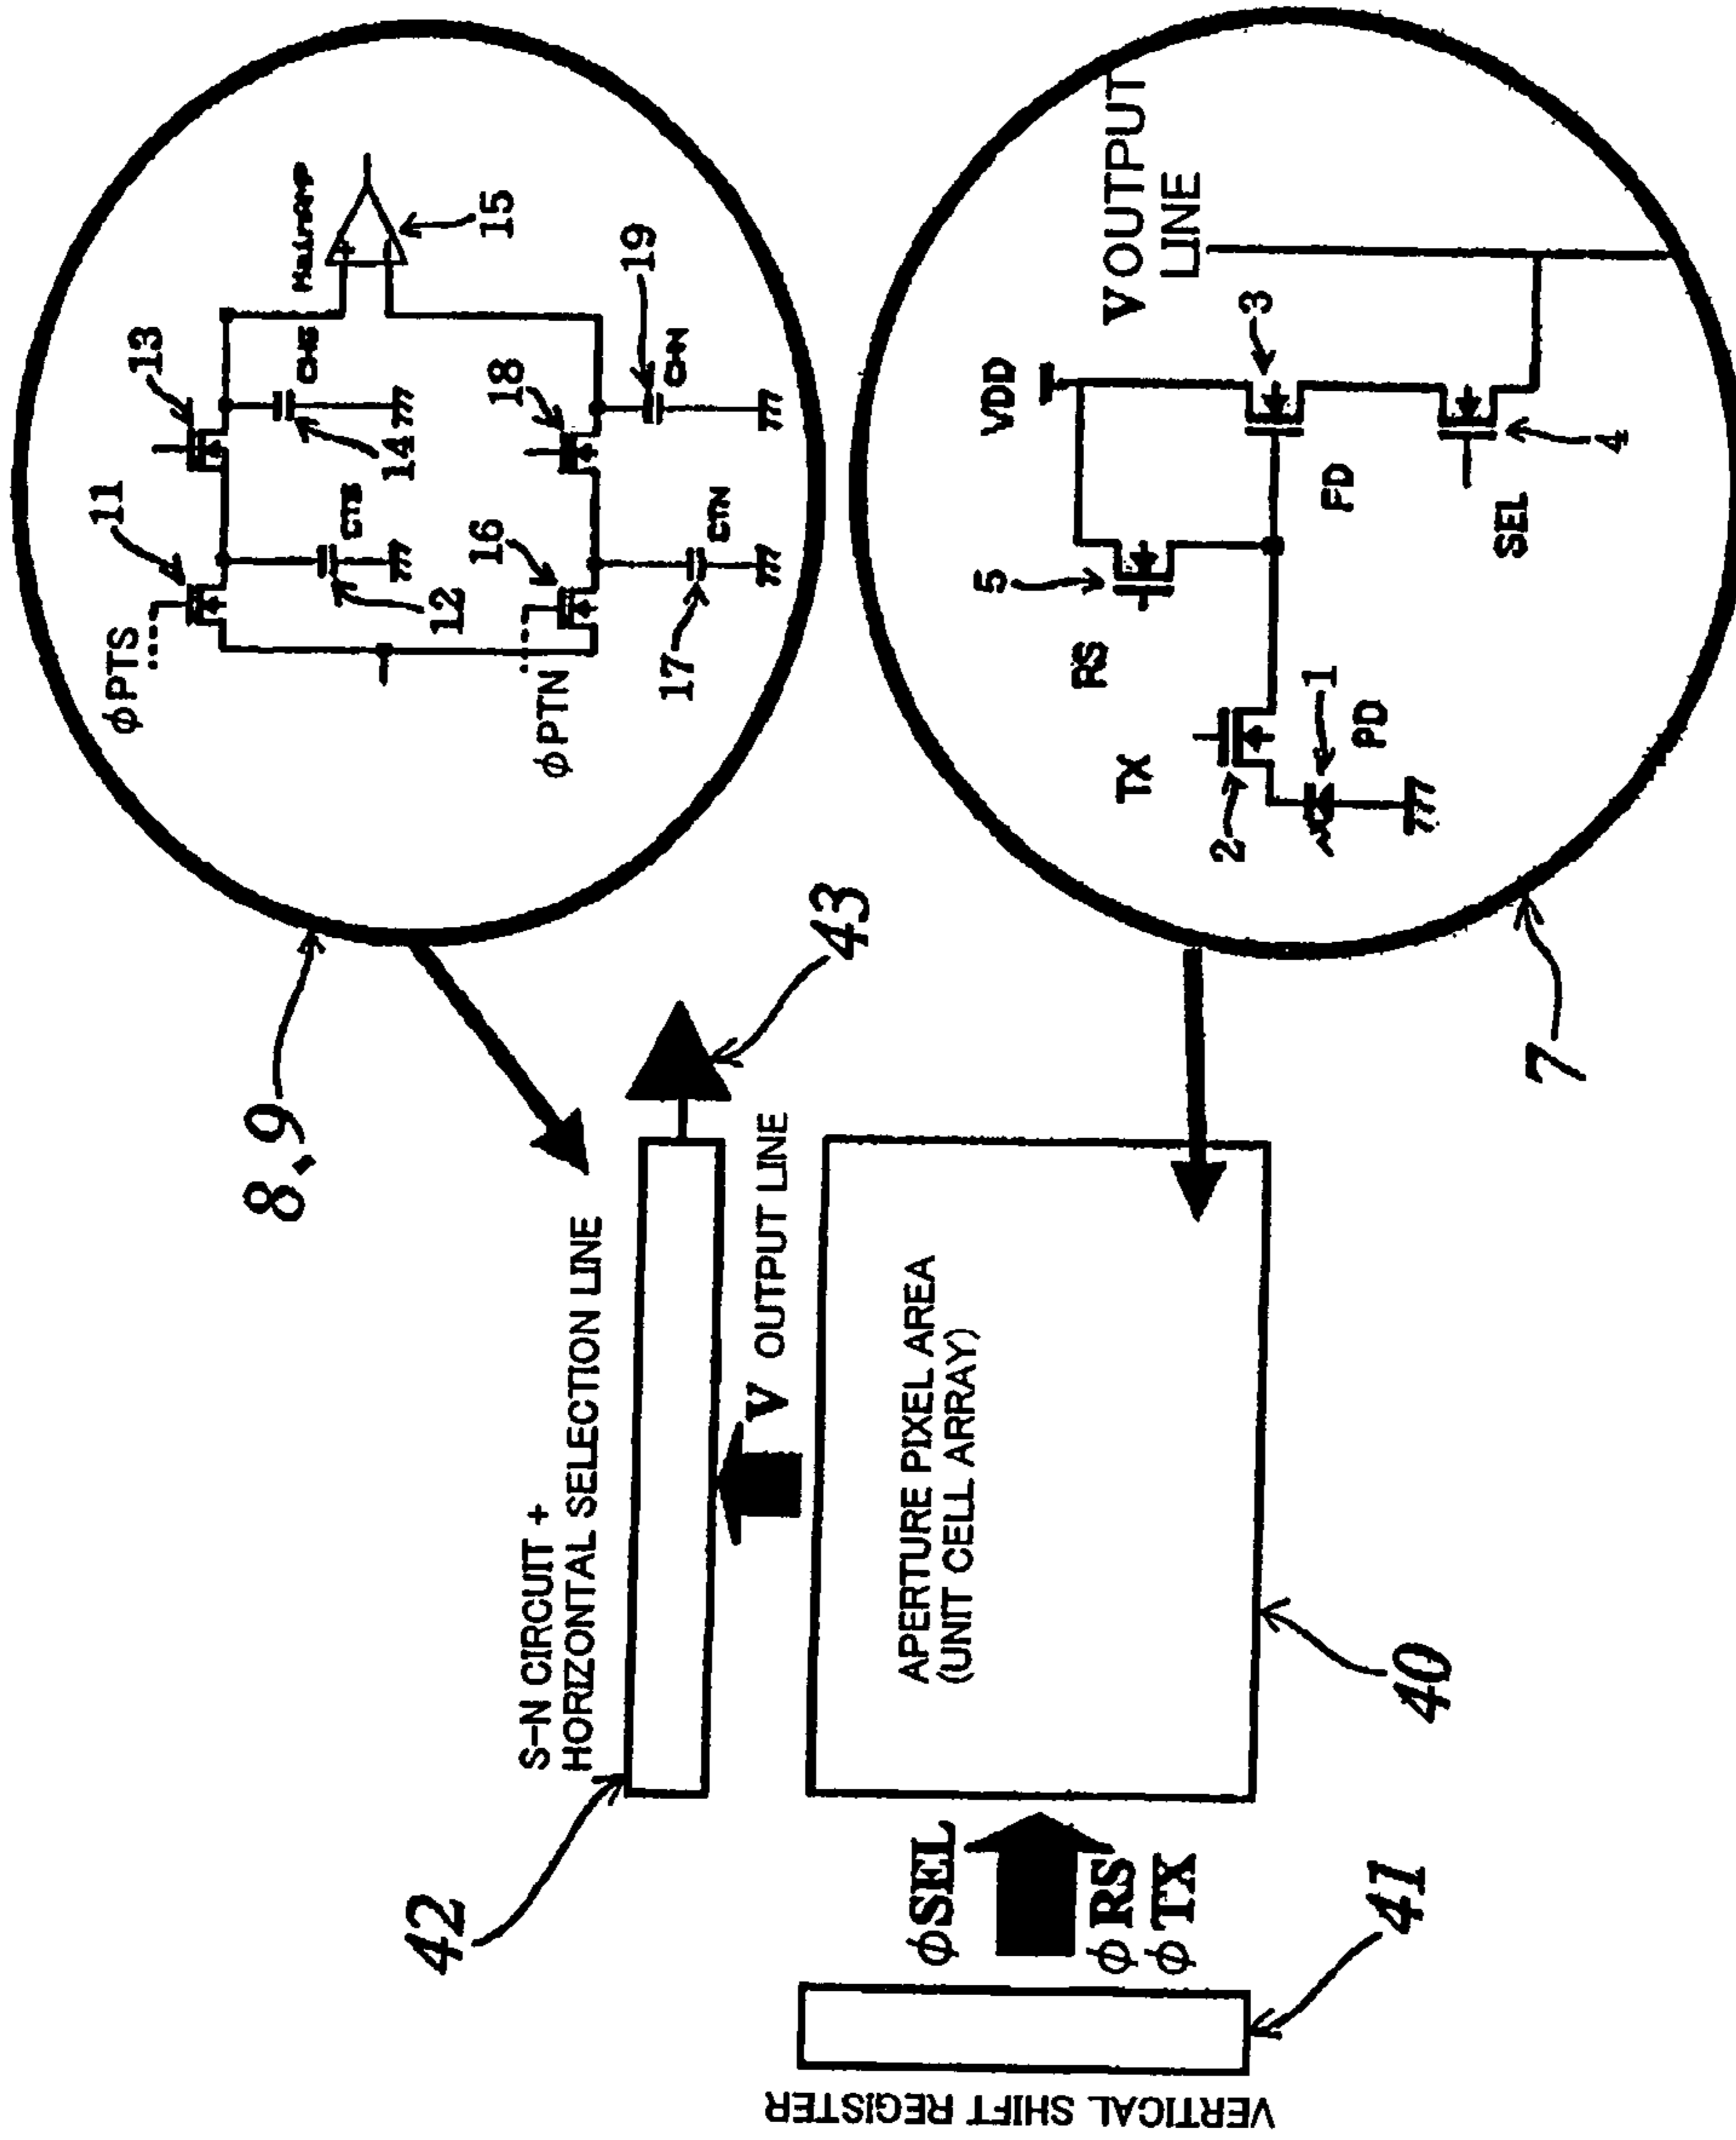 8、9
ϕPTS
11
13
CTS
12
CHS
14
15
ϕPTN
16
18
19
CTN
17
42
S-N CIRCUIT +
HORIZONTAL SELECTION LINE
43
V OUTPUT LINE
VERTICAL SHIFT REGISTER
41
ϕSEL
ϕRS
ϕTX
APERTURE PIXEL AREA
(UNIT CELL ARRAY)
40
7
VDD
V OUTPUT
LINE
5
RS
TX
2
1
PD
FD
3
SEL
4